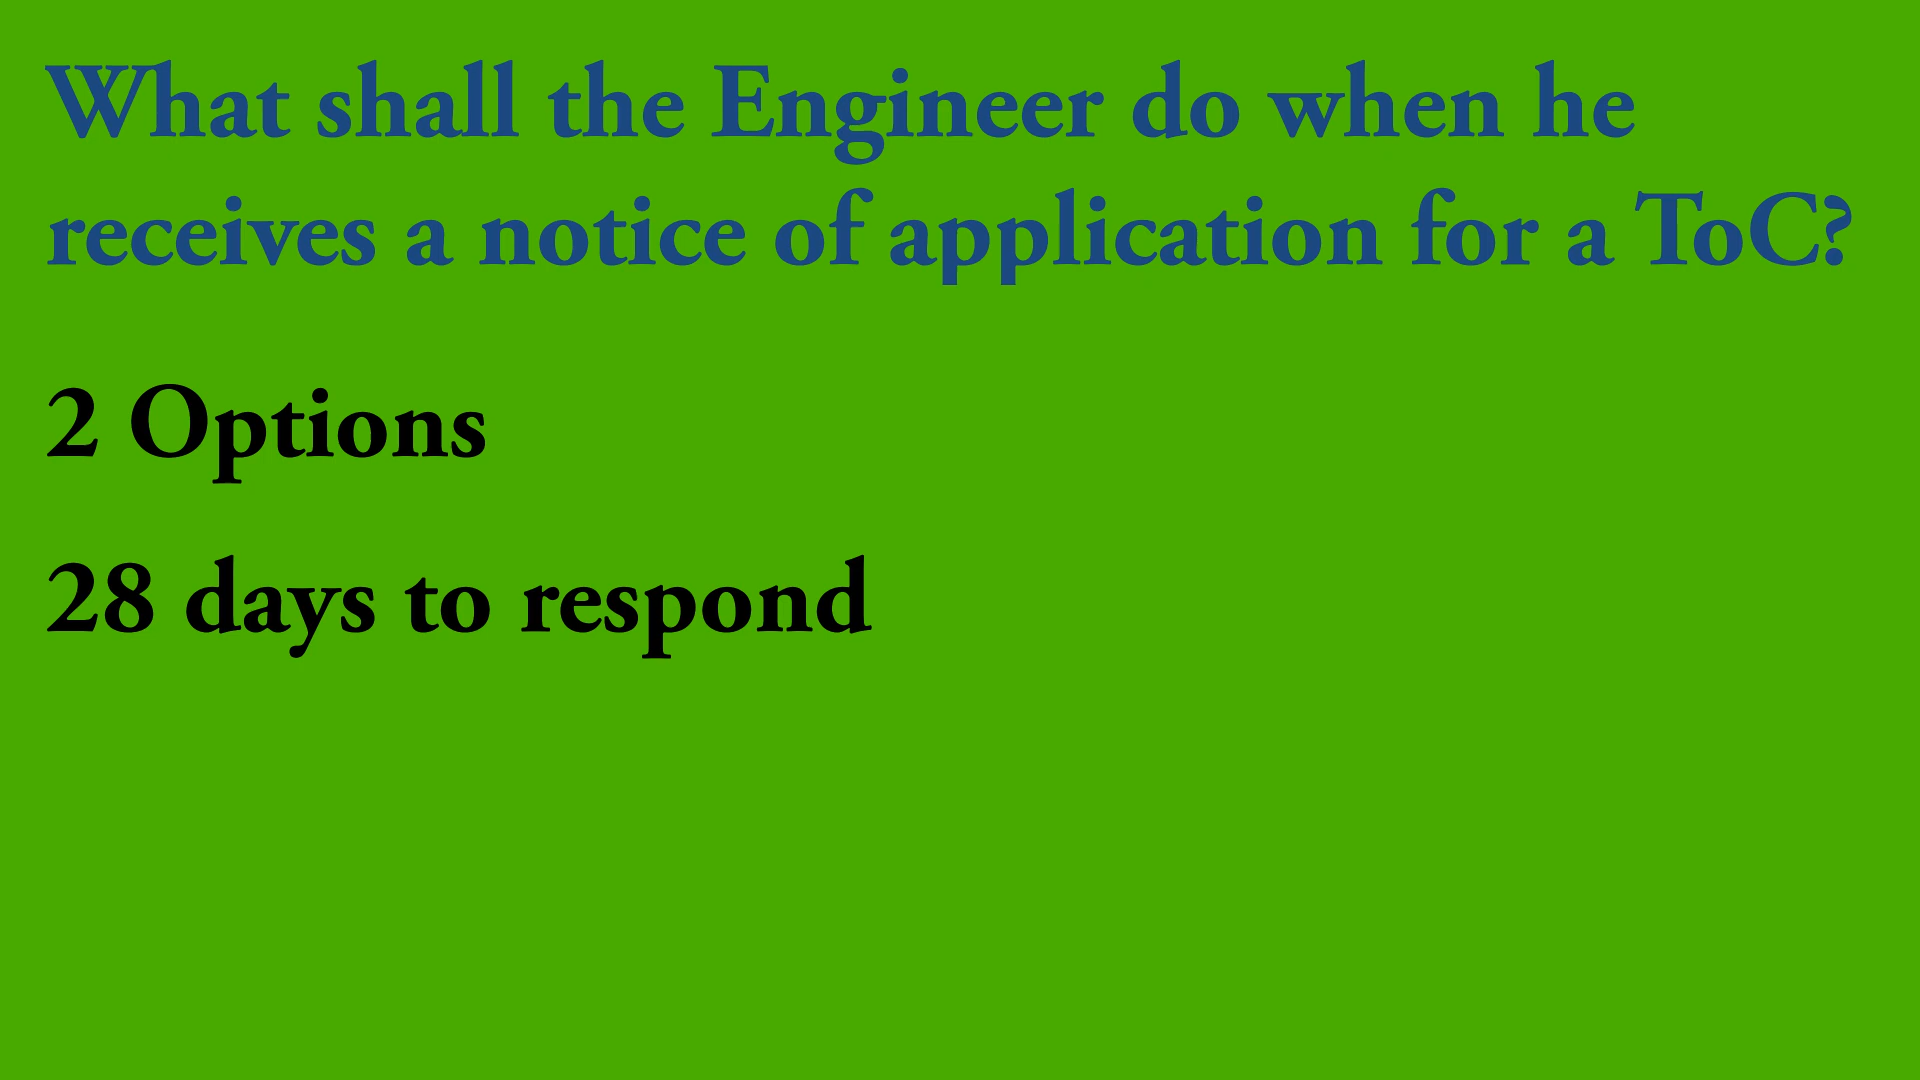 What shall the Engineer do when he
receives a notice of application for a ToC?
2 Options
28 days to respond